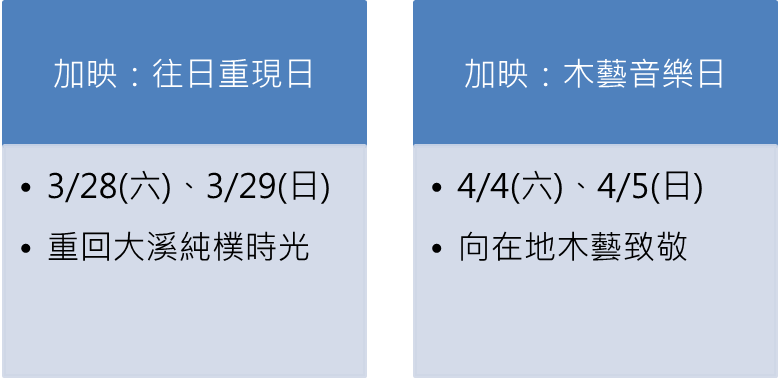 加映：往日重現日
• 3/28(六)、3/29(日)
• 重回大溪純樸時光
加映：木藝音樂日
• 4/4(六)、4/5(日)
• 向在地木藝致敬